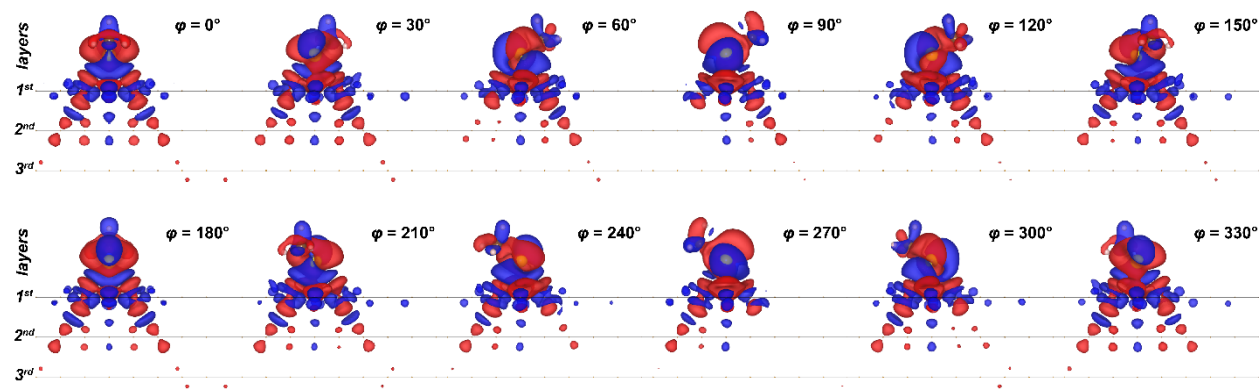 layers
φ = 0° φ = 30° φ = 60° φ = 90° φ = 120° φ = 150°
1st
2nd
3rd
layers
φ = 180° φ = 210° φ = 240° φ = 270° φ = 300° φ = 330°
1st
2nd
3rd